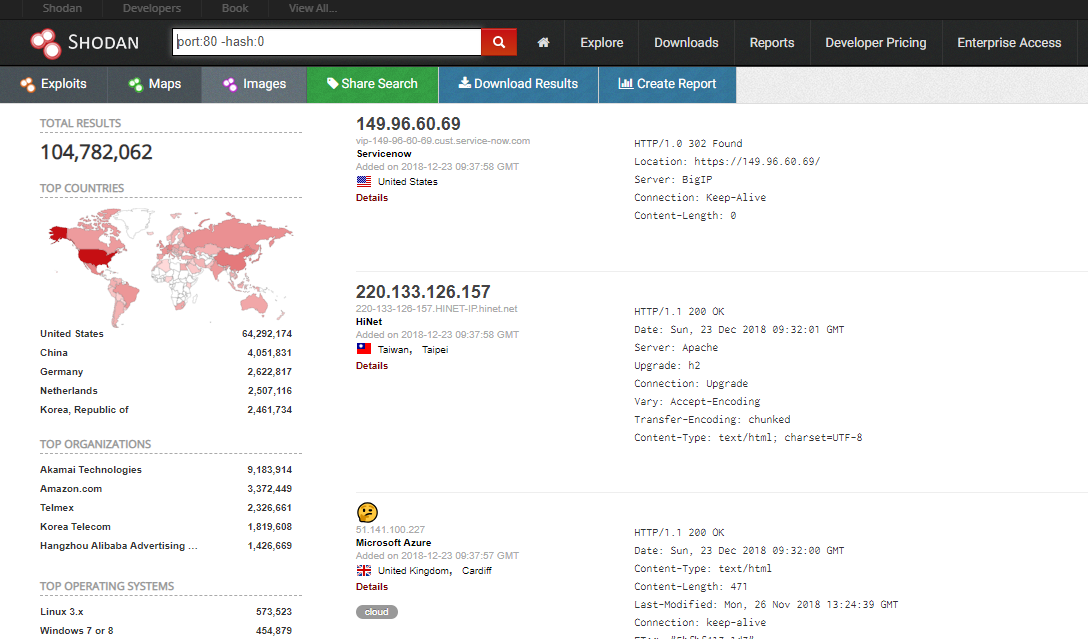 Shodan Developers Book View All...
SHODAN port:80 -hash:0 Explore Downloads Reports Developer Pricing Enterprise Access
Exploits Maps Images Share Search Download Results Create Report
TOTAL RESULTS
104,782,062
TOP COUNTRIES
United States 64,292,174
China 4,051,831
Germany 2,622,817
Netherlands 2,507,116
Korea, Republic of 2,461,734
TOP ORGANIZATIONS
Akamai Technologies 9,183,914
Amazon.com 3,372,449
Telmex 2,326,661
Korea Telecom 1,819,608
Hangzhou Alibaba Advertising ... 1,426,669
TOP OPERATING SYSTEMS
Linux 3.x 573,523
Windows 7 or 8 454,879
149.96.60.69
vip-149-96-60-69.cust.service-now.com
Servicenow
Added on 2018-12-23 09:37:58 GMT
United States
Details
HTTP/1.0 302 Found
Location: https://149.96.60.69/
Server: BigIP
Connection: Keep-Alive
Content-Length: 0
220.133.126.157
220-133-126-157.HINET-IP.hinet.net
HiNet
Added on 2018-12-23 09:37:58 GMT
Taiwan, Taipei
Details
HTTP/1.1 200 OK
Date: Sun, 23 Dec 2018 09:32:01 GMT
Server: Apache
Upgrade: h2
Connection: Upgrade
Vary: Accept-Encoding
Transfer-Encoding: chunked
Content-Type: text/html; charset=UTF-8
51.141.100.227
Microsoft Azure
Added on 2018-12-23 09:37:57 GMT
United Kingdom, Cardiff
Details
cloud
HTTP/1.1 200 OK
Date: Sun, 23 Dec 2018 09:32:00 GMT
Content-Type: text/html
Content-Length: 471
Last-Modified: Mon, 26 Nov 2018 13:24:39 GMT
Connection: keep-alive